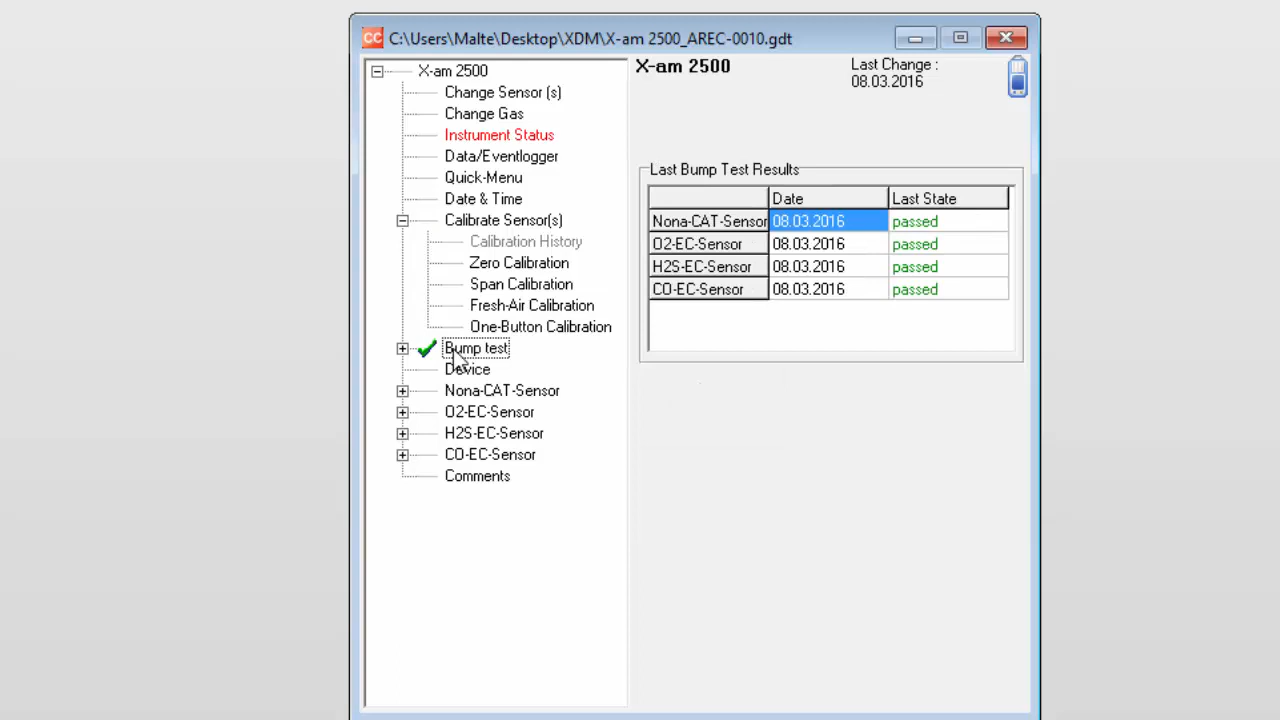 CC C:\Users\Malte\Desktop\XDM\X-am 2500_AREC-0010.gdt
X-am 2500
Change Sensor (s)
Change Gas
Instrument Status
Data/Eventlogger
Quick-Menu
Date & Time
Calibrate Sensor(s)
Calibration History
Zero Calibration
Span Calibration
Fresh-Air Calibration
One-Button Calibration
Bump test
Device
Nona-CAT-Sensor
O2-EC-Sensor
H2S-EC-Sensor
CO-EC-Sensor
Comments
X-am 2500
Last Change :
08.03.2016
Last Bump Test Results
Date Last State
Nona-CAT-Sensor 08.03.2016 passed
O2-EC-Sensor 08.03.2016 passed
H2S-EC-Sensor 08.03.2016 passed
CO-EC-Sensor 08.03.2016 passed